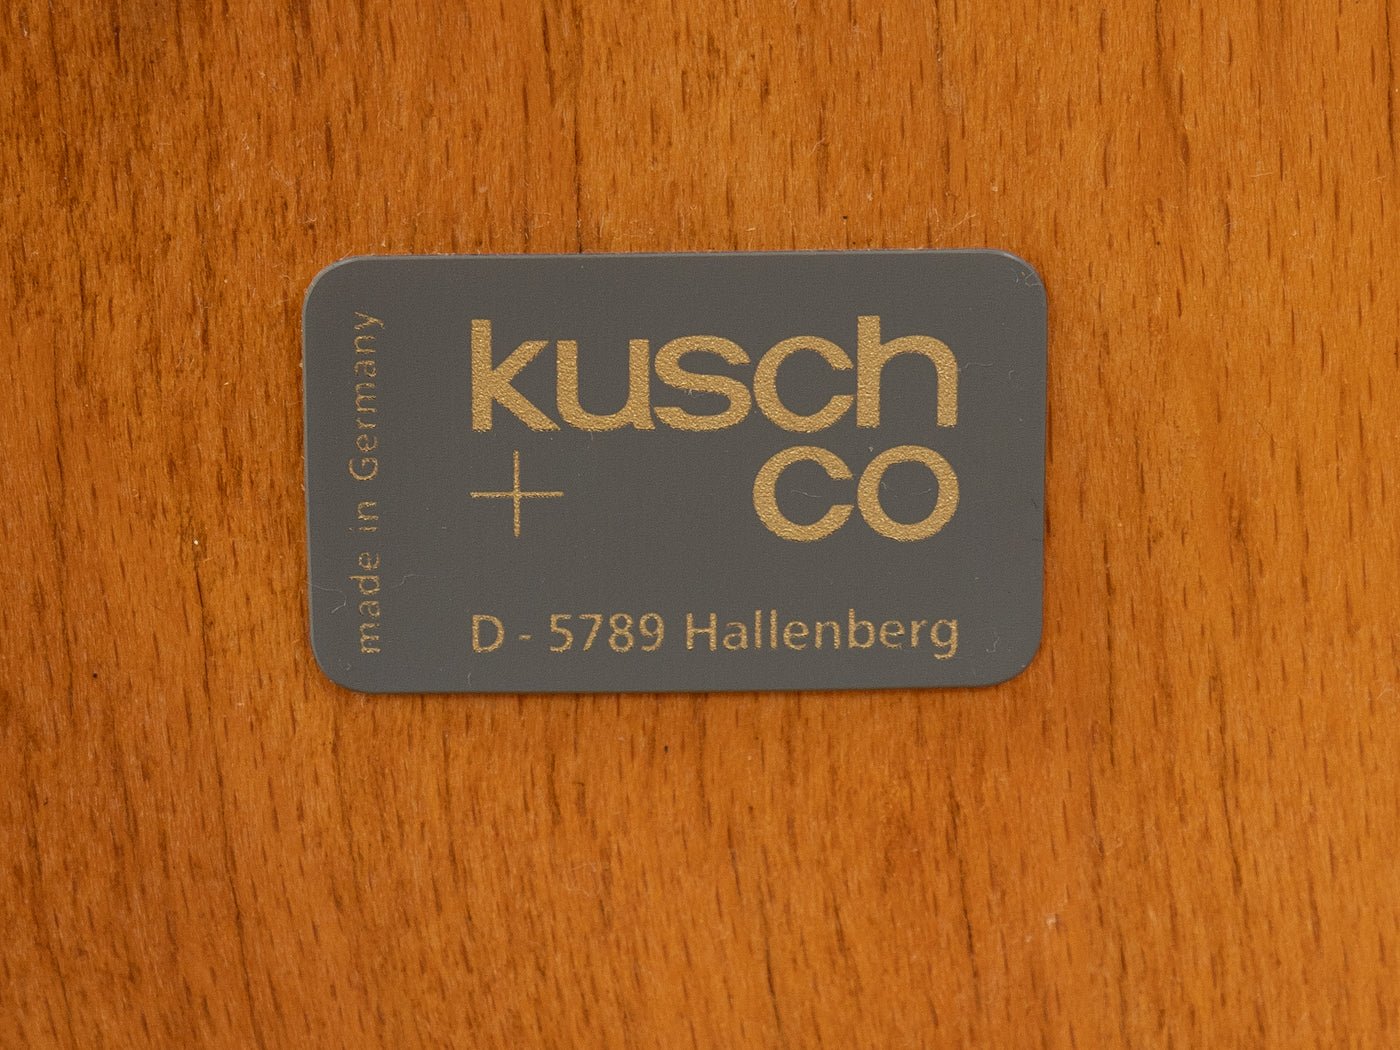 made in Germany
kusch
+ co
D - 5789 Hallenberg